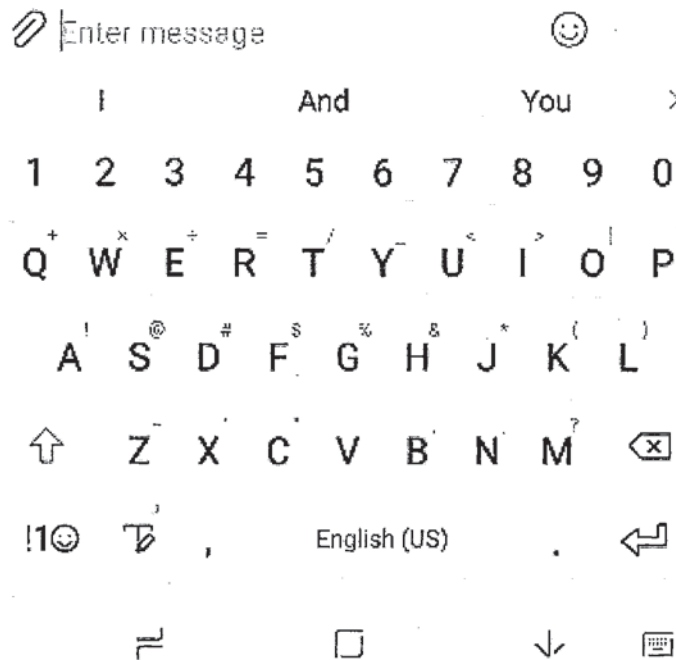 Enter message
I And You
1 2 3 4 5 6 7 8 9 0
+ × ÷ = / _ < >
Q W E R T Y U I O P
! @ # $ % & * ( )
A S D F G H J K L
?
Z X C V B N M
!1☺ , English (US) .